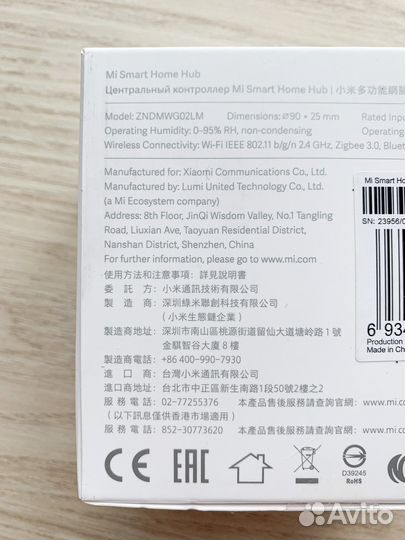 Mi Smart Home Hub
Центральный контроллер Mi Smart Home Hub | 小米多功能網關
Model: ZNDMWG02LM Dimensions: ⌀90 × 25 mm Rated Inpu
Operating Humidity: 0–95% RH, non-condensing Operating
Wireless Connectivity: Wi-Fi IEEE 802.11 b/g/n 2.4 GHz, Zigbee 3.0, Bluet
Manufactured for: Xiaomi Communications Co., Ltd.
Manufactured by: Lumi United Technology Co., Ltd.
(a Mi Ecosystem company)
Address: 8th Floor, JinQi Wisdom Valley, No.1 Tangling
Road, Liuxian Ave, Taoyuan Residential District,
Nanshan District, Shenzhen, China
For further information, please go to www.mi.com
Mi Smart Hom
SN: 23956/0
6 934
Production
Made in Ch
使用方法和注意事項：詳見說明書
委託方：小米通訊技術有限公司
製造商：深圳綠米聯創科技有限公司
（小米生態鏈企業）
製造商地址：深圳市南山區桃源街道留仙大道塘岭路1號
金騏智谷大廈8樓
製造商電話：+86 400-990-7930
進口商：台灣小米通訊有限公司
進口商地址：台北市中正區新生南路1段50號2樓之2
服務電話：02-77255376 本產品售後服務請查詢官網：www.mi.co
（以下訊息僅供香港市場適用）
服務電話：852-30773620 本產品售後服務請查詢官網：www.mi.c
CE EAC
D39245
RoHS
Avito